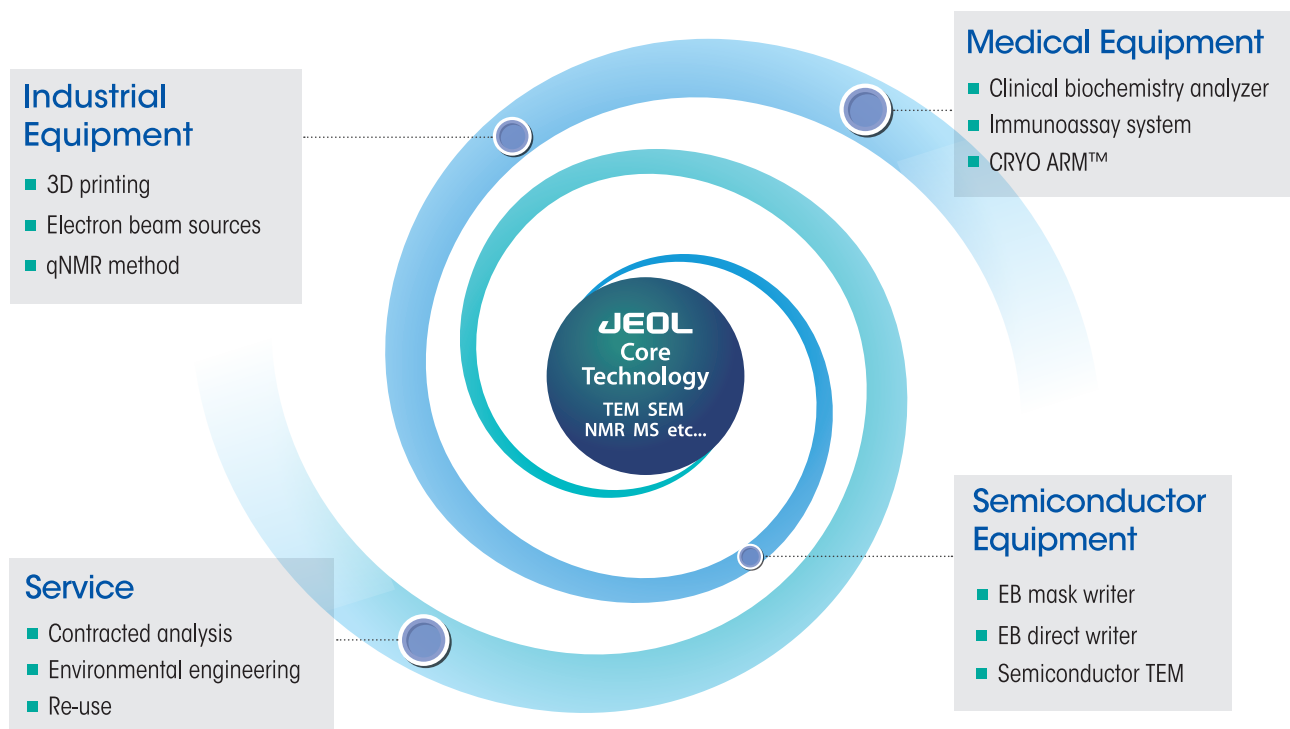 Industrial
Equipment
3D printing
Electron beam sources
qNMR method
Medical Equipment
Clinical biochemistry analyzer
Immunoassay system
CRYO ARM™
JEOL
Core
Technology
TEM SEM
NMR MS etc...
Service
Contracted analysis
Environmental engineering
Re-use
Semiconductor
Equipment
EB mask writer
EB direct writer
Semiconductor TEM